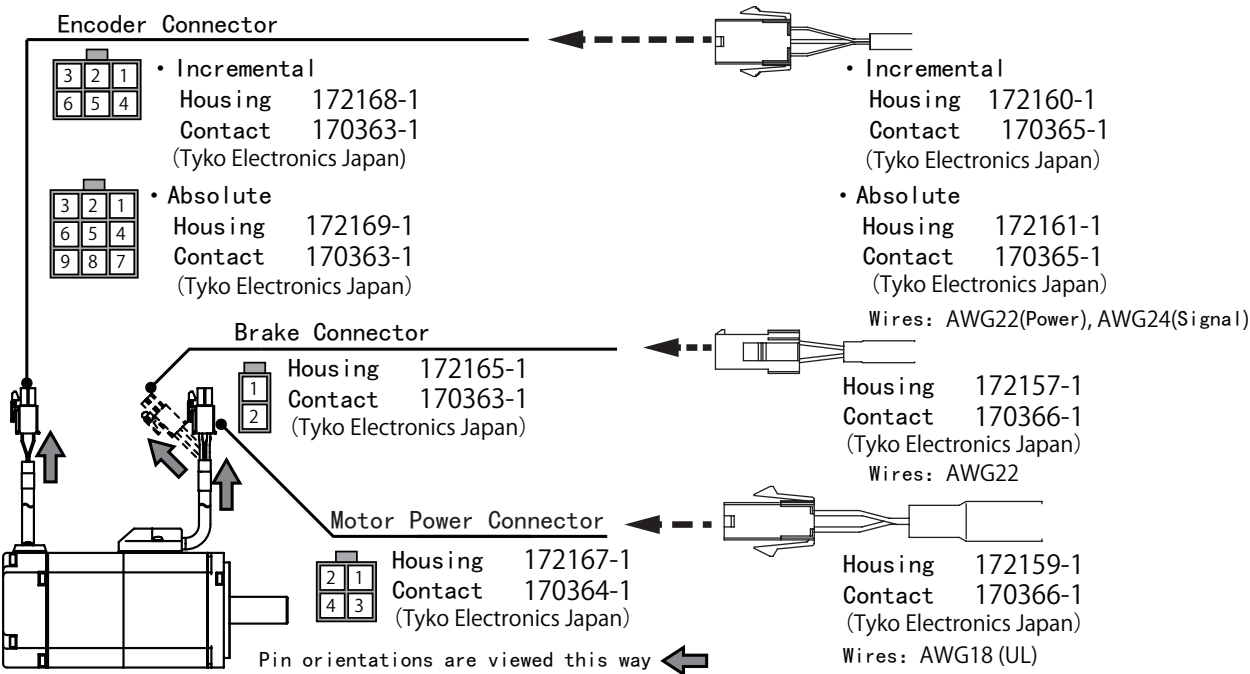 Encoder Connector
3 2 1
6 5 4
・Incremental
Housing 172168-1
Contact 170363-1
(Tyko Electronics Japan)
・Incremental
Housing 172160-1
Contact 170365-1
(Tyko Electronics Japan)
3 2 1
6 5 4
9 8 7
・Absolute
Housing 172169-1
Contact 170363-1
(Tyko Electronics Japan)
・Absolute
Housing 172161-1
Contact 170365-1
(Tyko Electronics Japan)
Wires: AWG22(Power), AWG24(Signal)
Brake Connector
1
2
Housing 172165-1
Contact 170363-1
(Tyko Electronics Japan)
Housing 172157-1
Contact 170366-1
(Tyko Electronics Japan)
Wires: AWG22
Motor Power Connector
2 1
4 3
Housing 172167-1
Contact 170364-1
(Tyko Electronics Japan)
Housing 172159-1
Contact 170366-1
(Tyko Electronics Japan)
Wires: AWG18 (UL)
Pin orientations are viewed this way